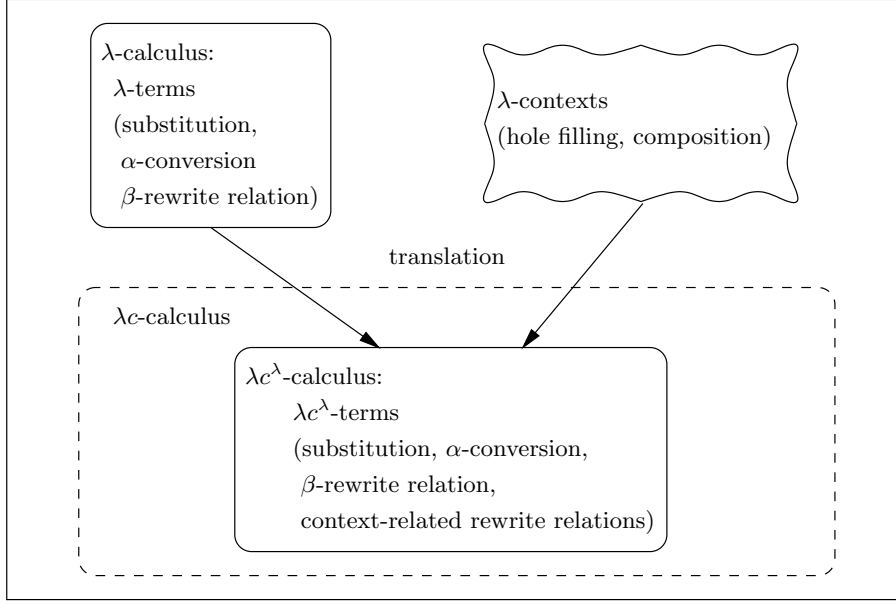 λ-calculus:
λ-terms
(substitution,
α-conversion
β-rewrite relation)
λ-contexts
(hole filling, composition)
translation
λc-calculus
λc^λ-calculus:
λc^λ-terms
(substitution, α-conversion,
β-rewrite relation,
context-related rewrite relations)